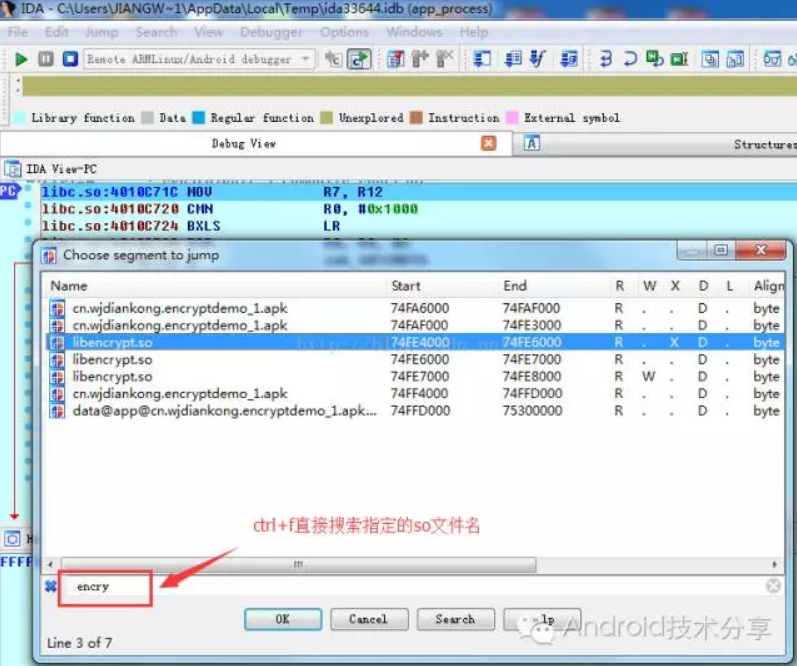 IDA - C:\Users\JIANGW~1\AppData\Local\Temp\ida33644.idb (app_process)
File Edit Jump Search View Debugger Options Windows Help
Remote ARMLinux/Android debugger
Library function Data Regular function Unexplored Instruction External symbol
Debug View Structures
IDA View-PC
PC libc.so:4010C71C MOV R7, R12
libc.so:4010C720 CMN R0, #0x1000
libc.so:4010C724 BXLS LR
Choose segment to jump
Name Start End R W X D L Align
cn.wjdiankong.encryptdemo_1.apk 74FA6000 74FAF000 R . . D . byte
cn.wjdiankong.encryptdemo_1.apk 74FAF000 74FE3000 R . . D . byte
libencrypt.so 74FE4000 74FE6000 R . X D . byte
libencrypt.so 74FE6000 74FE7000 R . . D . byte
libencrypt.so 74FE7000 74FE8000 R W . D . byte
cn.wjdiankong.encryptdemo_1.apk 74FF4000 74FFD000 R . . D . byte
data@app@cn.wjdiankong.encryptdemo_1.apk... 74FFD000 75300000 R . . D . byte
ctrl+f直接搜索指定的so文件名
encry
OK Cancel Search
Android技术分享
Line 3 of 7